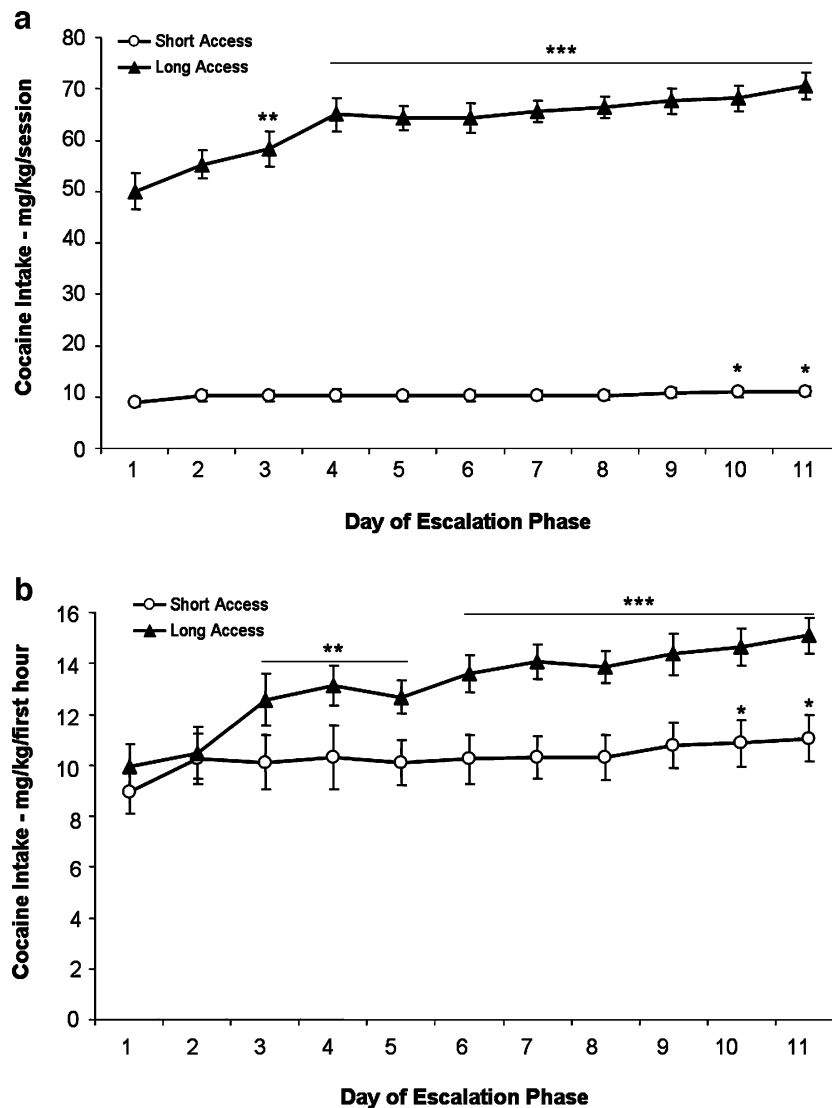 a
Short Access
Long Access
***
**
* *
80
70
60
50
40
30
20
10
0
Cocaine Intake - mg/kg/session
1 2 3 4 5 6 7 8 9 10 11
Day of Escalation Phase
b
Short Access
Long Access
***
**
* *
16
14
12
10
8
6
4
2
0
Cocaine Intake - mg/kg/first hour
1 2 3 4 5 6 7 8 9 10 11
Day of Escalation Phase